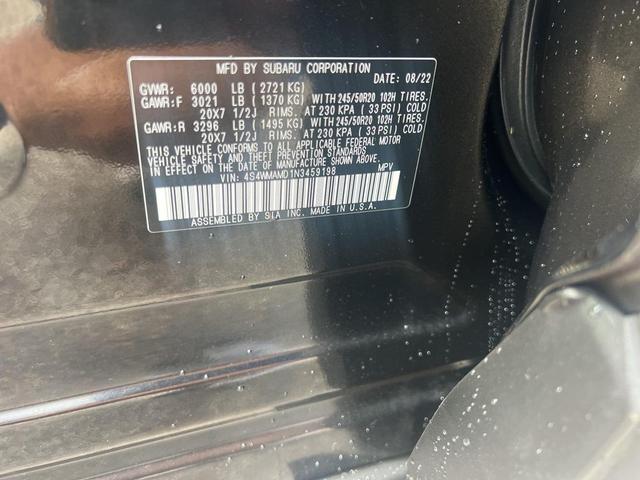 MFD BY SUBARU CORPORATION
DATE: 08/22
GVWR: 6000 LB (2721 KG)
GAWR:F 3021 LB (1370 KG) WITH 245/50R20 102H TIRES.
20X7 1/2J RIMS. AT 230 KPA (33 PSI) COLD
GAWR:R 3296 LB (1495 KG) WITH 245/50R20 102H TIRES.
20X7 1/2J RIMS. AT 230 KPA (33 PSI) COLD
THIS VEHICLE CONFORMS TO ALL APPLICABLE FEDERAL MOTOR
VEHICLE SAFETY AND THEFT PREVENTION STANDARDS
IN EFFECT ON THE DATE OF MANUFACTURE SHOWN ABOVE.
VIN: 4S4WMAMD1N3459198 MPV
ASSEMBLED BY SIA INC. MADE IN U.S.A.